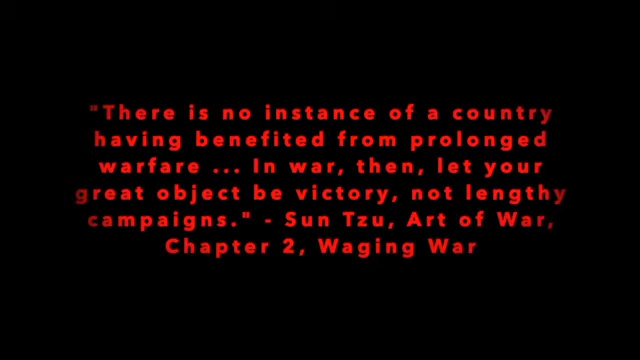 "There is no instance of a country
having benefited from prolonged
warfare ... In war, then, let your
great object be victory, not lengthy
campaigns." - Sun Tzu, Art of War,
Chapter 2, Waging War